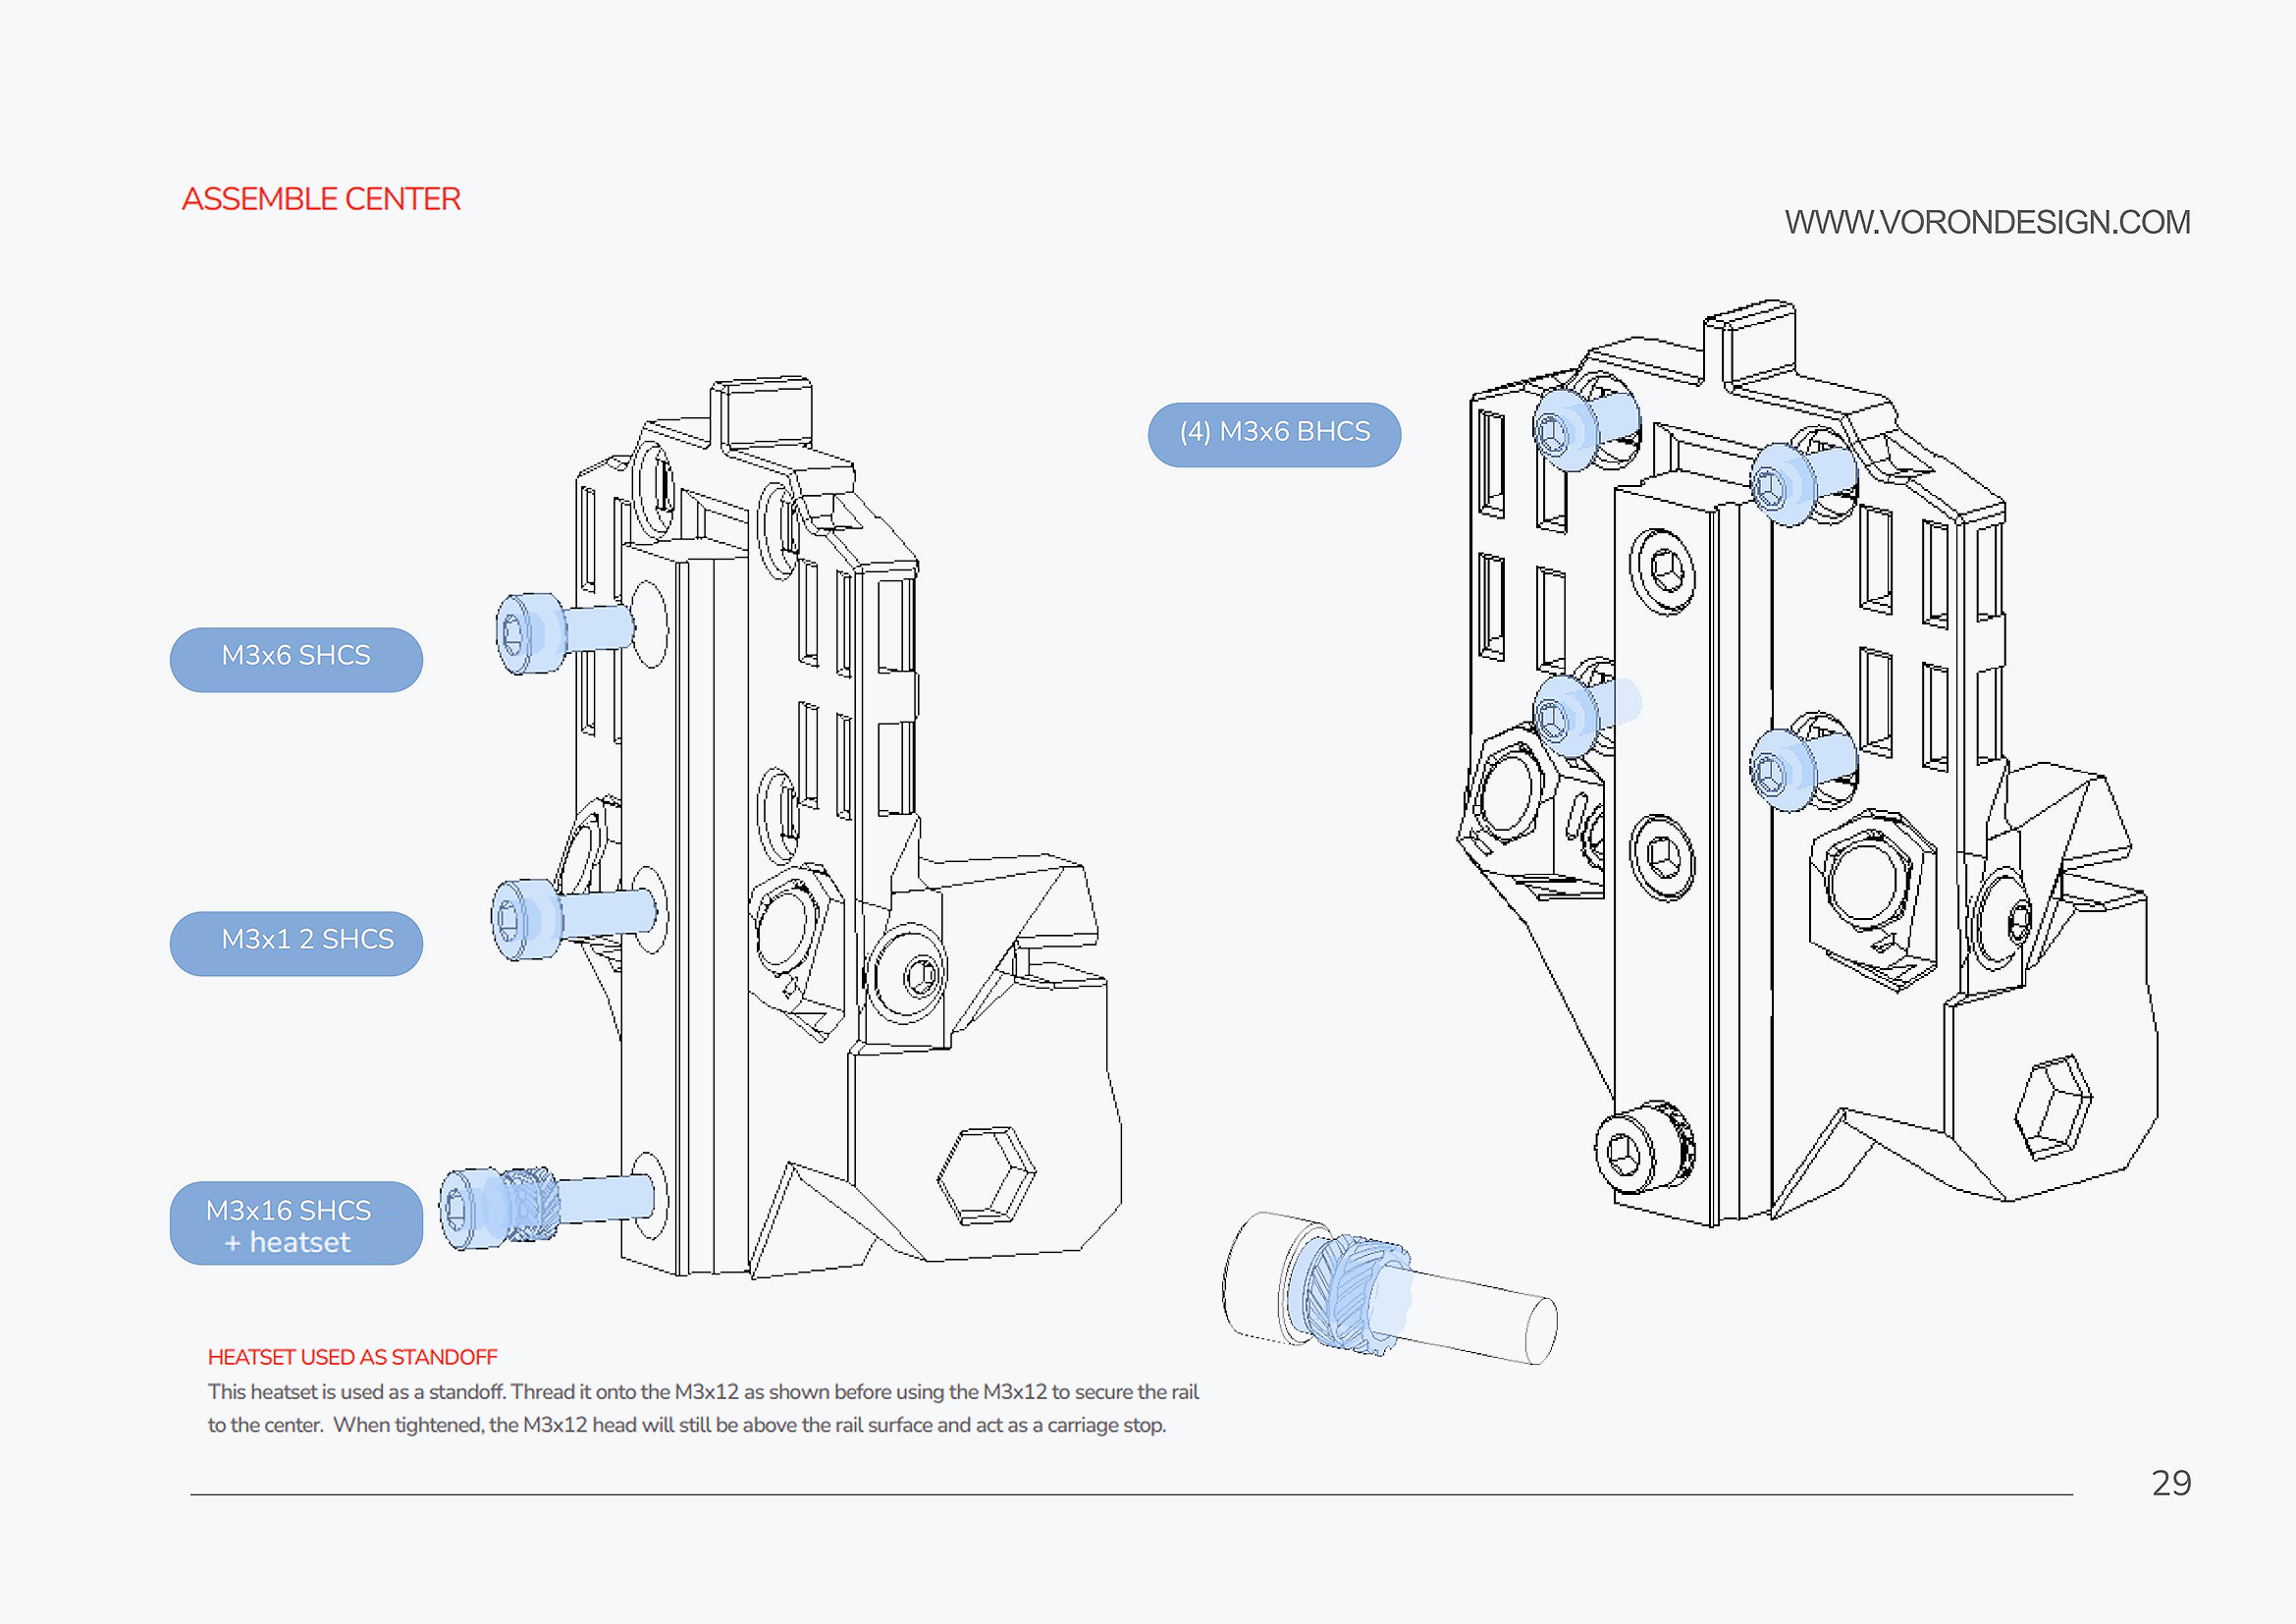 ASSEMBLE CENTER
WWW.VORONDESIGN.COM
(4) M3x6 BHCS
M3x6 SHCS
M3x1 2 SHCS
M3x16 SHCS
+ heatset
HEATSET USED AS STANDOFF
This heatset is used as a standoff. Thread it onto the M3x12 as shown before using the M3x12 to secure the rail
to the center. When tightened, the M3x12 head will still be above the rail surface and act as a carriage stop.
29